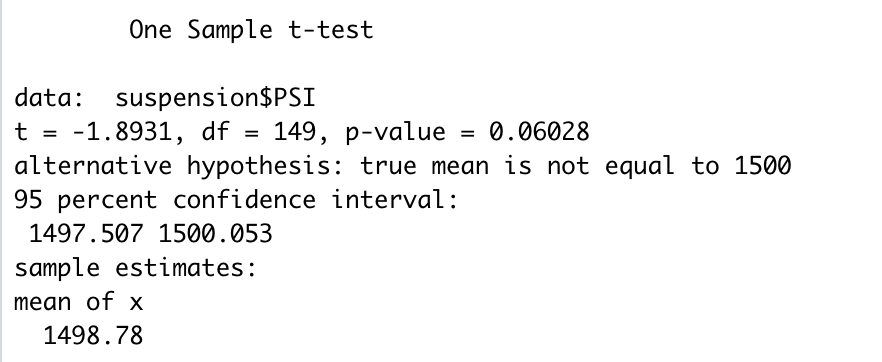 One Sample t-test
data:  suspension$PSI
t = -1.8931, df = 149, p-value = 0.06028
alternative hypothesis: true mean is not equal to 1500
95 percent confidence interval:
1497.507 1500.053
sample estimates:
mean of x
1498.78